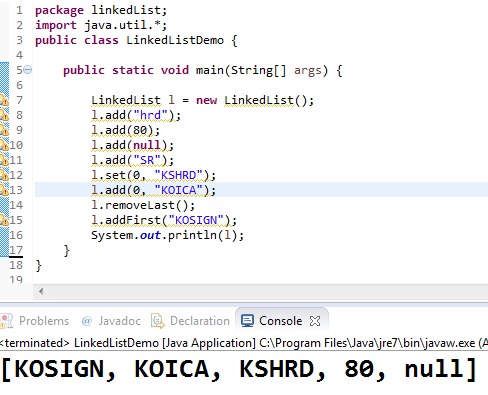 1 package linkedList;
2 import java.util.*;
3 public class LinkedListDemo {
4
5 public static void main(String[] args) {
6
7 LinkedList l = new LinkedList();
8 l.add("hrd");
9 l.add(80);
10 l.add(null);
11 l.add("SR");
12 l.set(0, "KSHRD");
13 l.add(0, "KOICA");
14 l.removeLast();
15 l.addFirst("KOSIGN");
16 System.out.println(l);
17 }
18 }
19
Problems @ Javadoc Declaration Console
<terminated> LinkedListDemo [Java Application] C:\Program Files\Java\jre7\bin\javaw.exe (A
[KOSIGN, KOICA, KSHRD, 80, null]